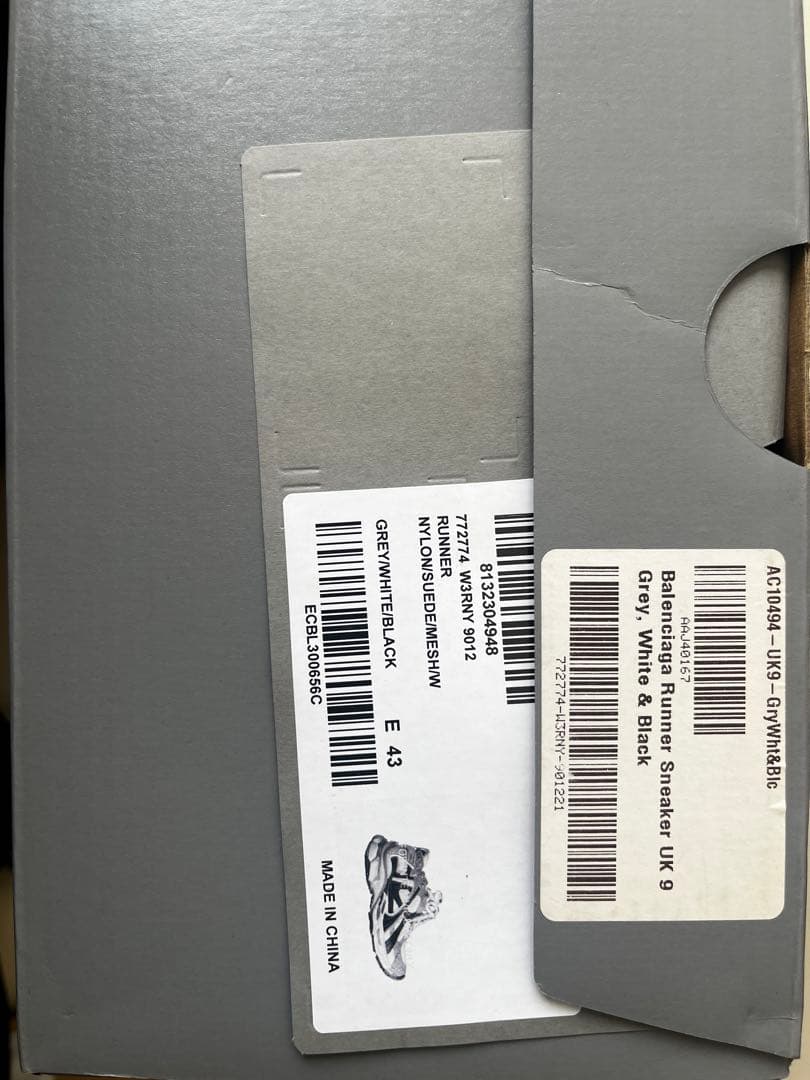 AC10494 – UK9 – GryWht&Blc
AAJ40167
Balenciaga Runner Sneaker UK 9
Grey, White & Black
772774-W3RNY-901221
8132304948
772774 W3RNY 9012
RUNNER
NYLON/SUEDE/MESH/W
GREY/WHITE/BLACK E 43
ECBL300656C
MADE IN CHINA